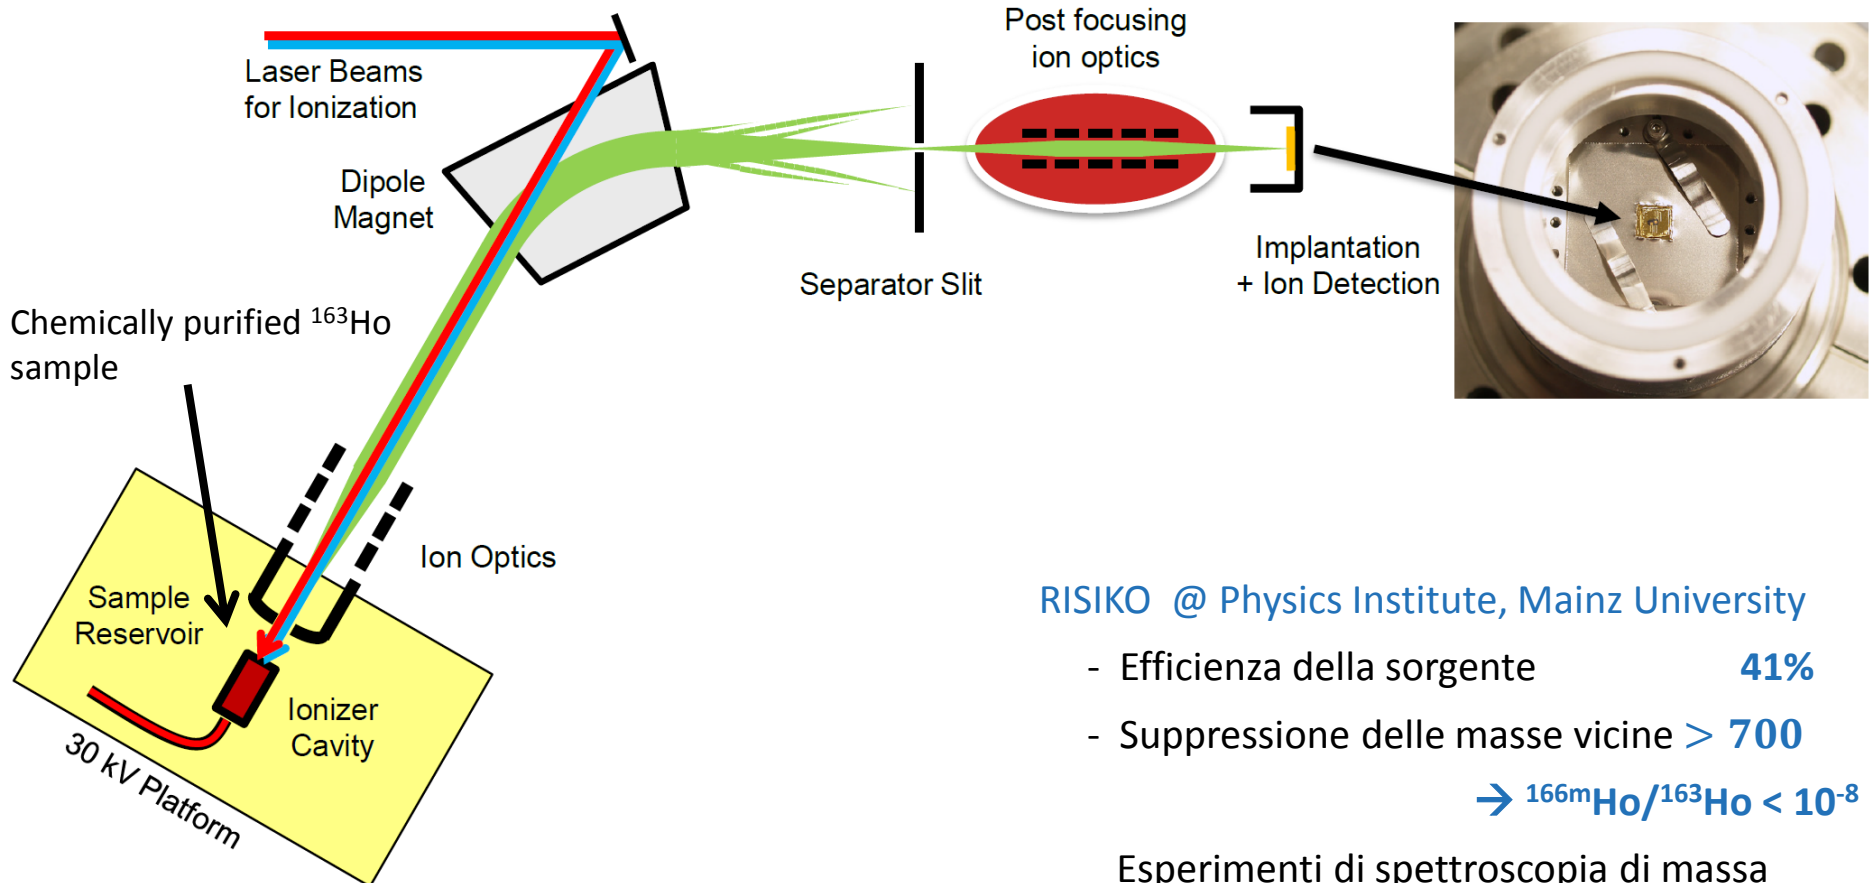 Laser Beams
for Ionization
Post focusing
ion optics
Dipole
Magnet
Separator Slit
Implantation
+ Ion Detection
Chemically purified ¹⁶³Ho
sample
Ion Optics
Sample
Reservoir
Ionizer
Cavity
30 kV Platform
RISIKO @ Physics Institute, Mainz University
- Efficienza della sorgente 41%
- Suppressione delle masse vicine > 700
→ ¹⁶⁶ᵐHo/¹⁶³Ho < 10⁻⁸
Esperimenti di spettroscopia di massa